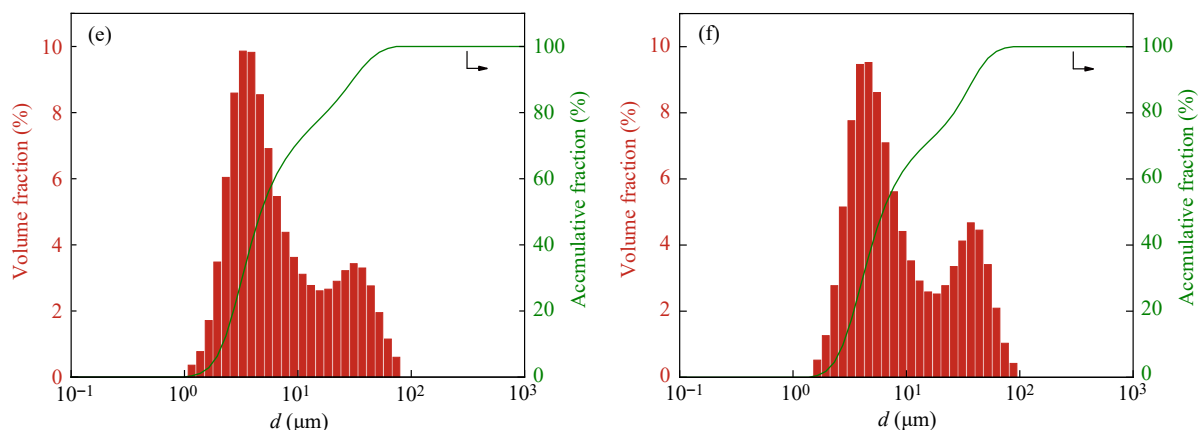 (e)
Volume fraction (%)
10
8
6
4
2
0
10⁻¹ 10⁰ 10¹ 10² 10³
d (μm)
100
80
60
40
20
0
Accmulative fraction (%)
(f)
Volume fraction (%)
10
8
6
4
2
0
10⁻¹ 10⁰ 10¹ 10² 10³
d (μm)
100
80
60
40
20
0
Accumulative fraction (%)